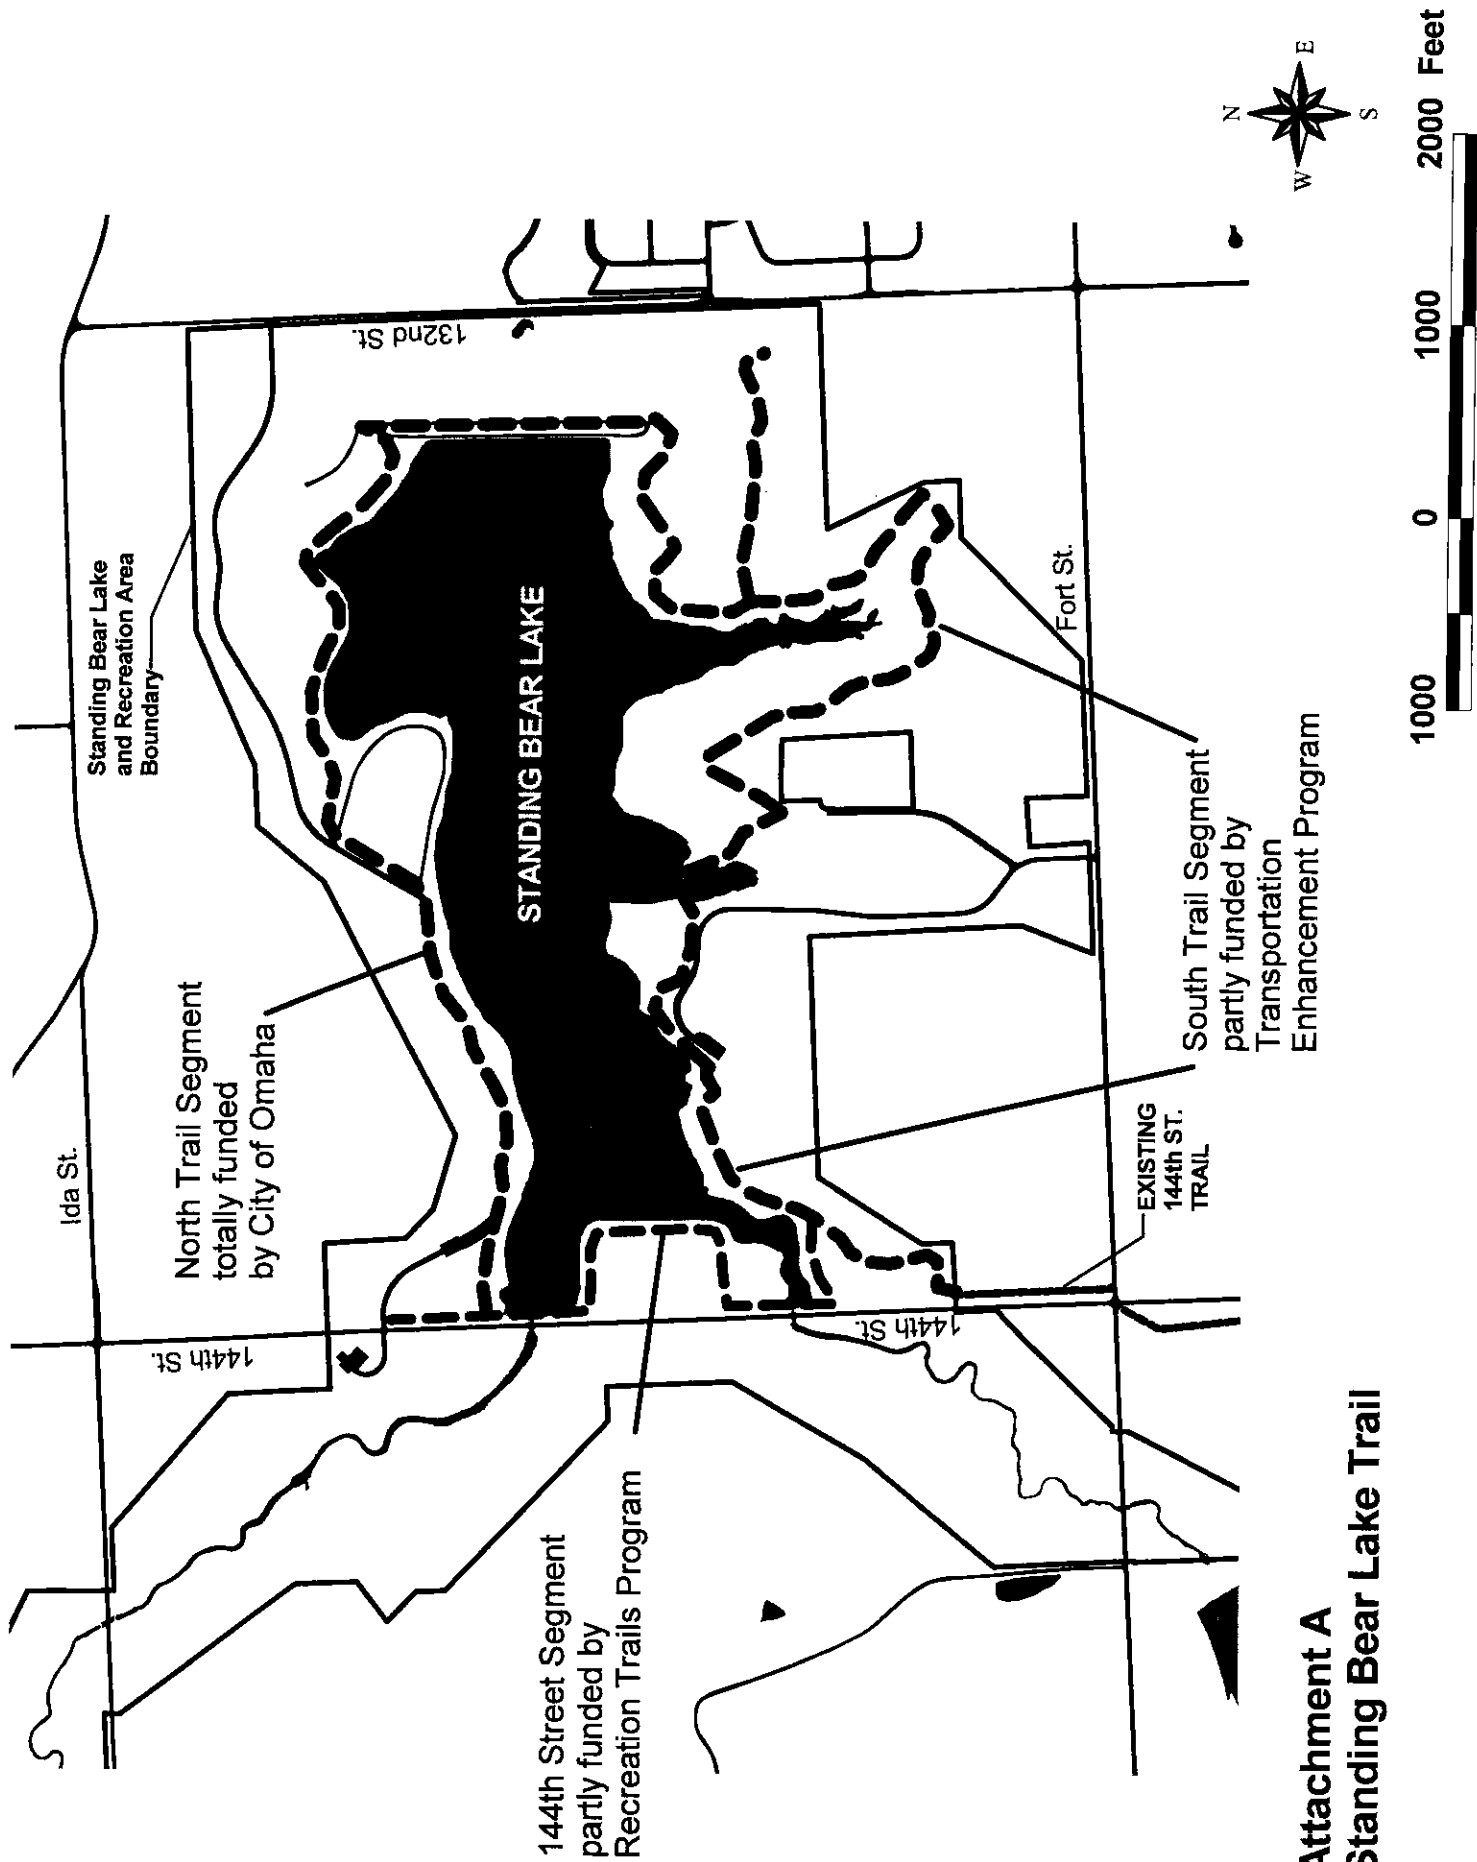 Ida St.
Standing Bear Lake
and Recreation Area
Boundary
North Trail Segment
totally funded
by City of Omaha
144th St.
132nd St.
STANDING BEAR LAKE
144th Street Segment
partly funded by
Recreation Trails Program
144th St.
Fort St.
EXISTING
144th ST.
TRAIL
South Trail Segment
partly funded by
Transportation
Enhancement Program
N
E
S
W
1000 0 1000 2000 Feet
Attachment A
Standing Bear Lake Trail